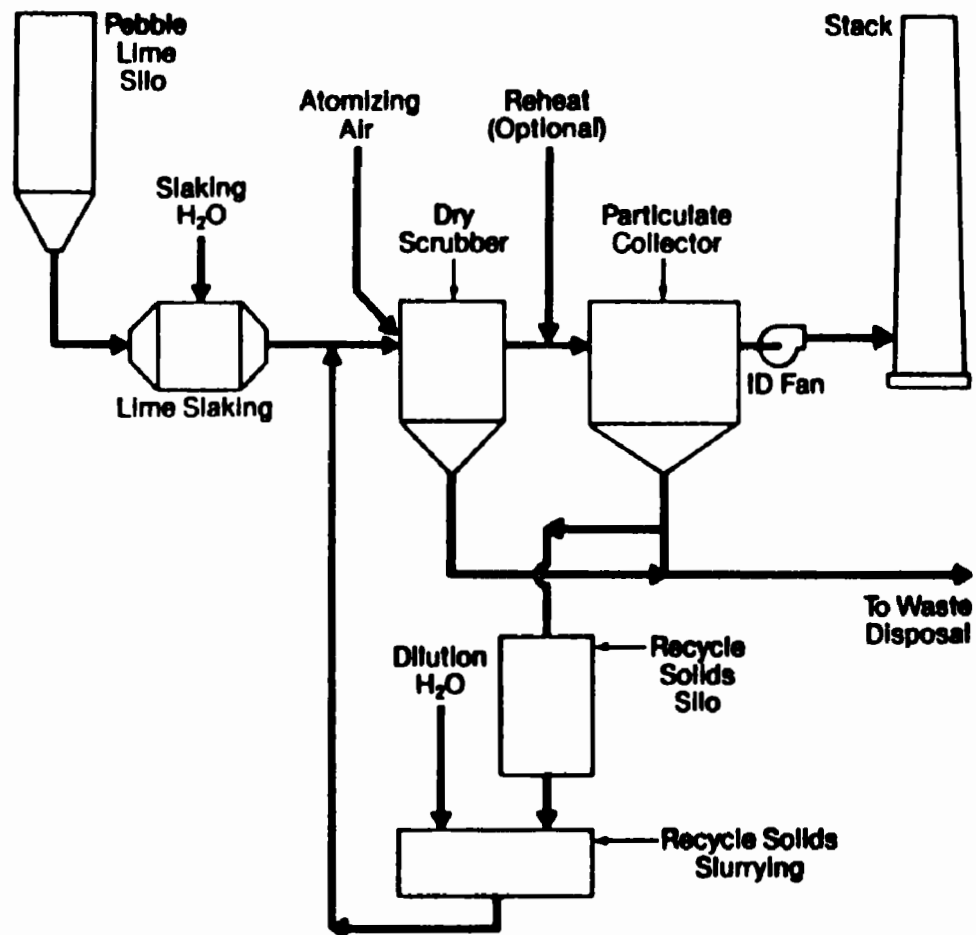 Pebble
Lime
Silo
Stack
Atomizing
Air
Reheat
(Optional)
Slaking
H₂O
Dry
Scrubber
Particulate
Collector
ID Fan
Lime Slaking
To Waste
Disposal
Dilution
H₂O
Recycle
Solids
Silo
Recycle Solids
Slurrying